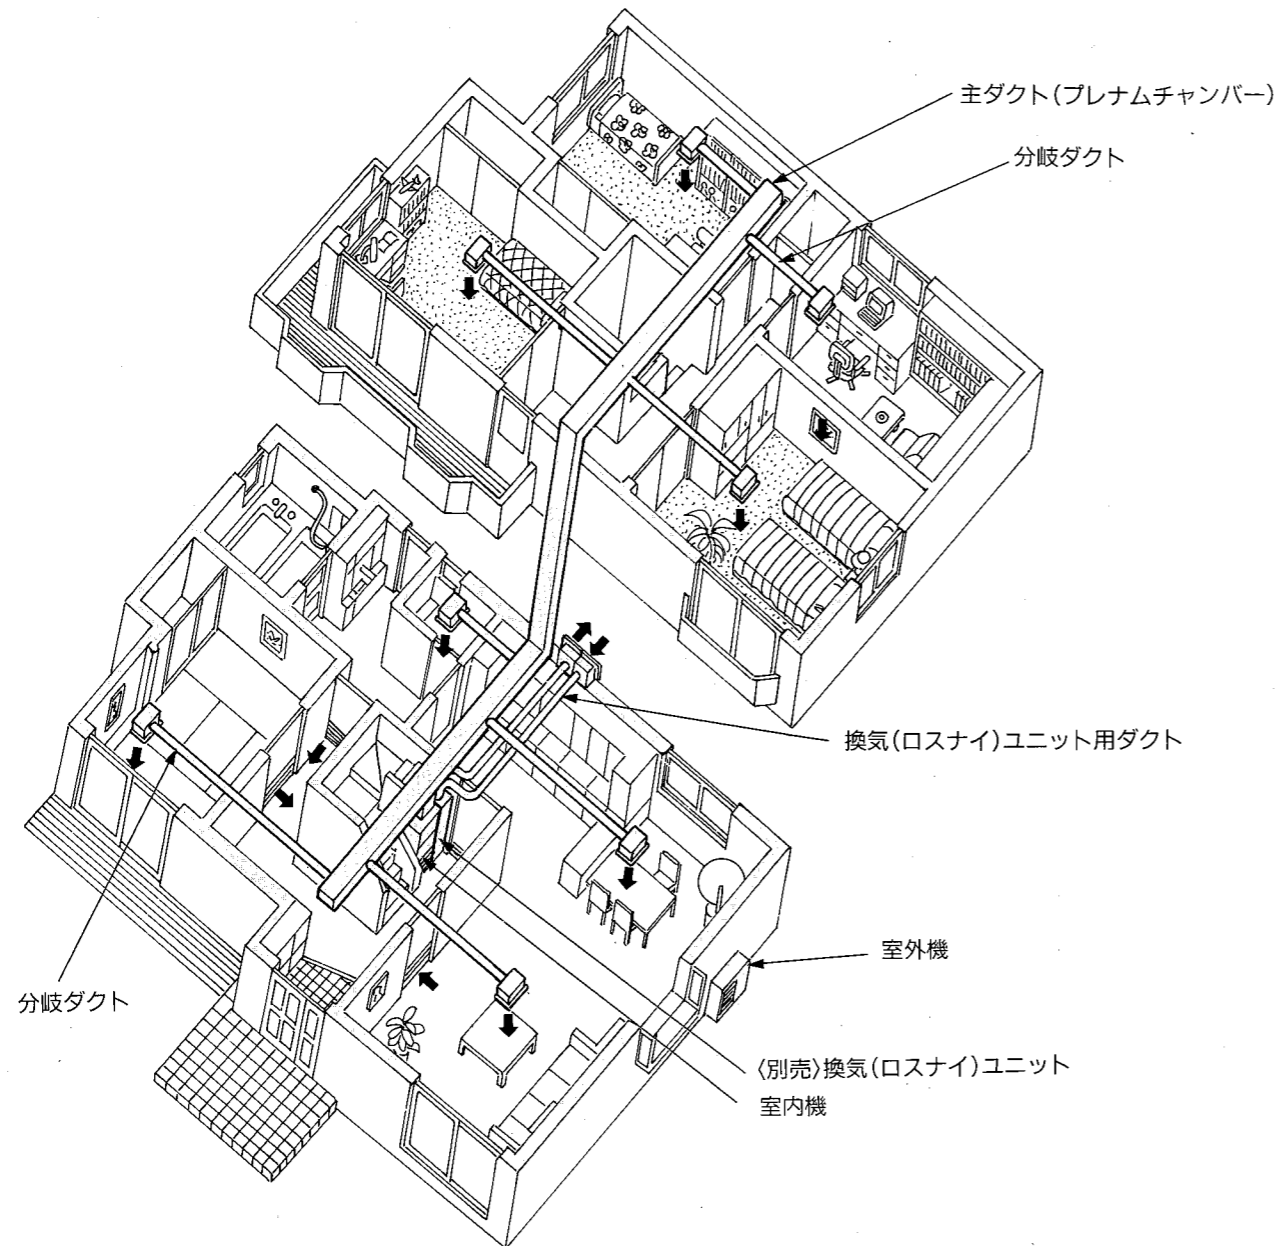 主ダクト(プレナムチャンバー)
分岐ダクト
換気(ロスナイ)ユニット用ダクト
室外機
分岐ダクト
〈別売〉換気(ロスナイ)ユニット
室内機